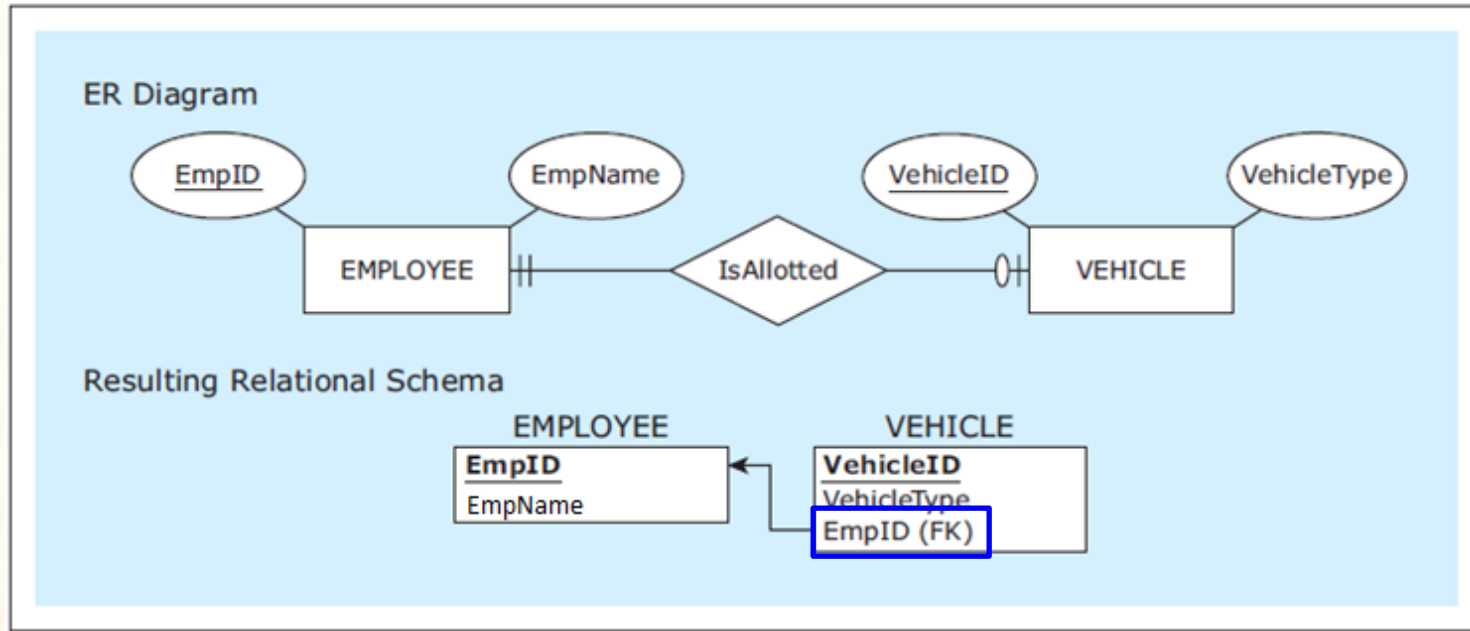 ER Diagram
EmpID
EmpName
VehicleID
VehicleType
EMPLOYEE
IsAllotted
VEHICLE
Resulting Relational Schema
EMPLOYEE
VEHICLE
EmpID
EmpName
VehicleID
VehicleType
EmpID (FK)